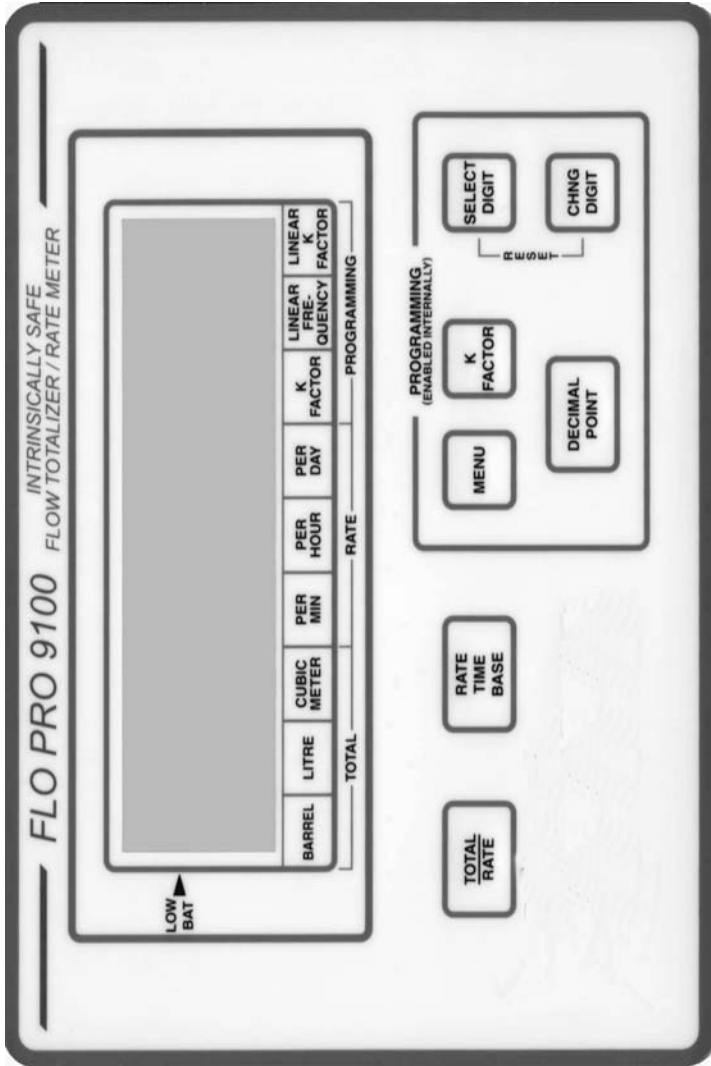 FLO PRO 9100
INTRINSICALLY SAFE
FLOW TOTALIZER / RATE METER
LOW
BAT
BARREL
LITRE
CUBIC
METER
PER
MIN
PER
HOUR
PER
DAY
K
FACTOR
LINEAR
FRE-
QUENCY
LINEAR
K
FACTOR
TOTAL
RATE
PROGRAMMING
TOTAL
RATE
RATE
TIME
BASE
PROGRAMMING
(ENABLED INTERNALLY)
MENU
K
FACTOR
SELECT
DIGIT
RESET
DECIMAL
POINT
CHNG
DIGIT